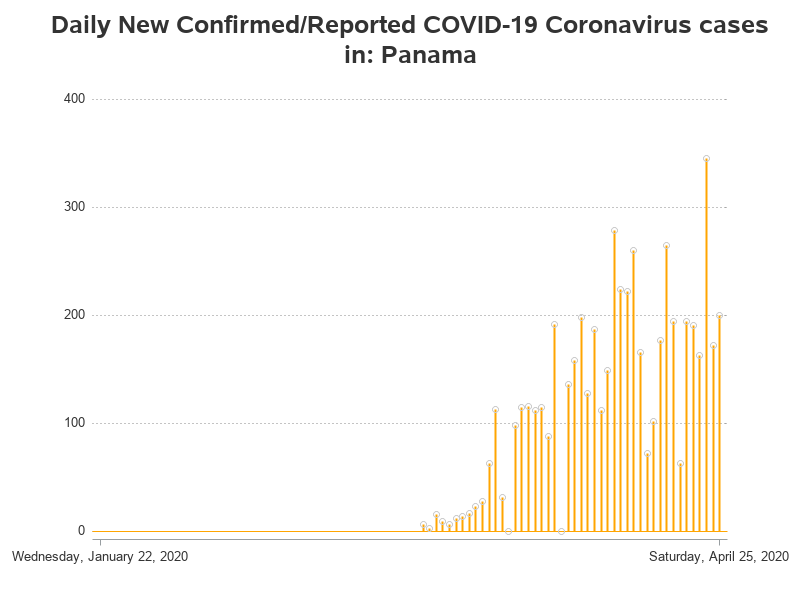 Daily New Confirmed/Reported COVID-19 Coronavirus cases
in: Panama
400
300
200
100
0
Wednesday, January 22, 2020
Saturday, April 25, 2020